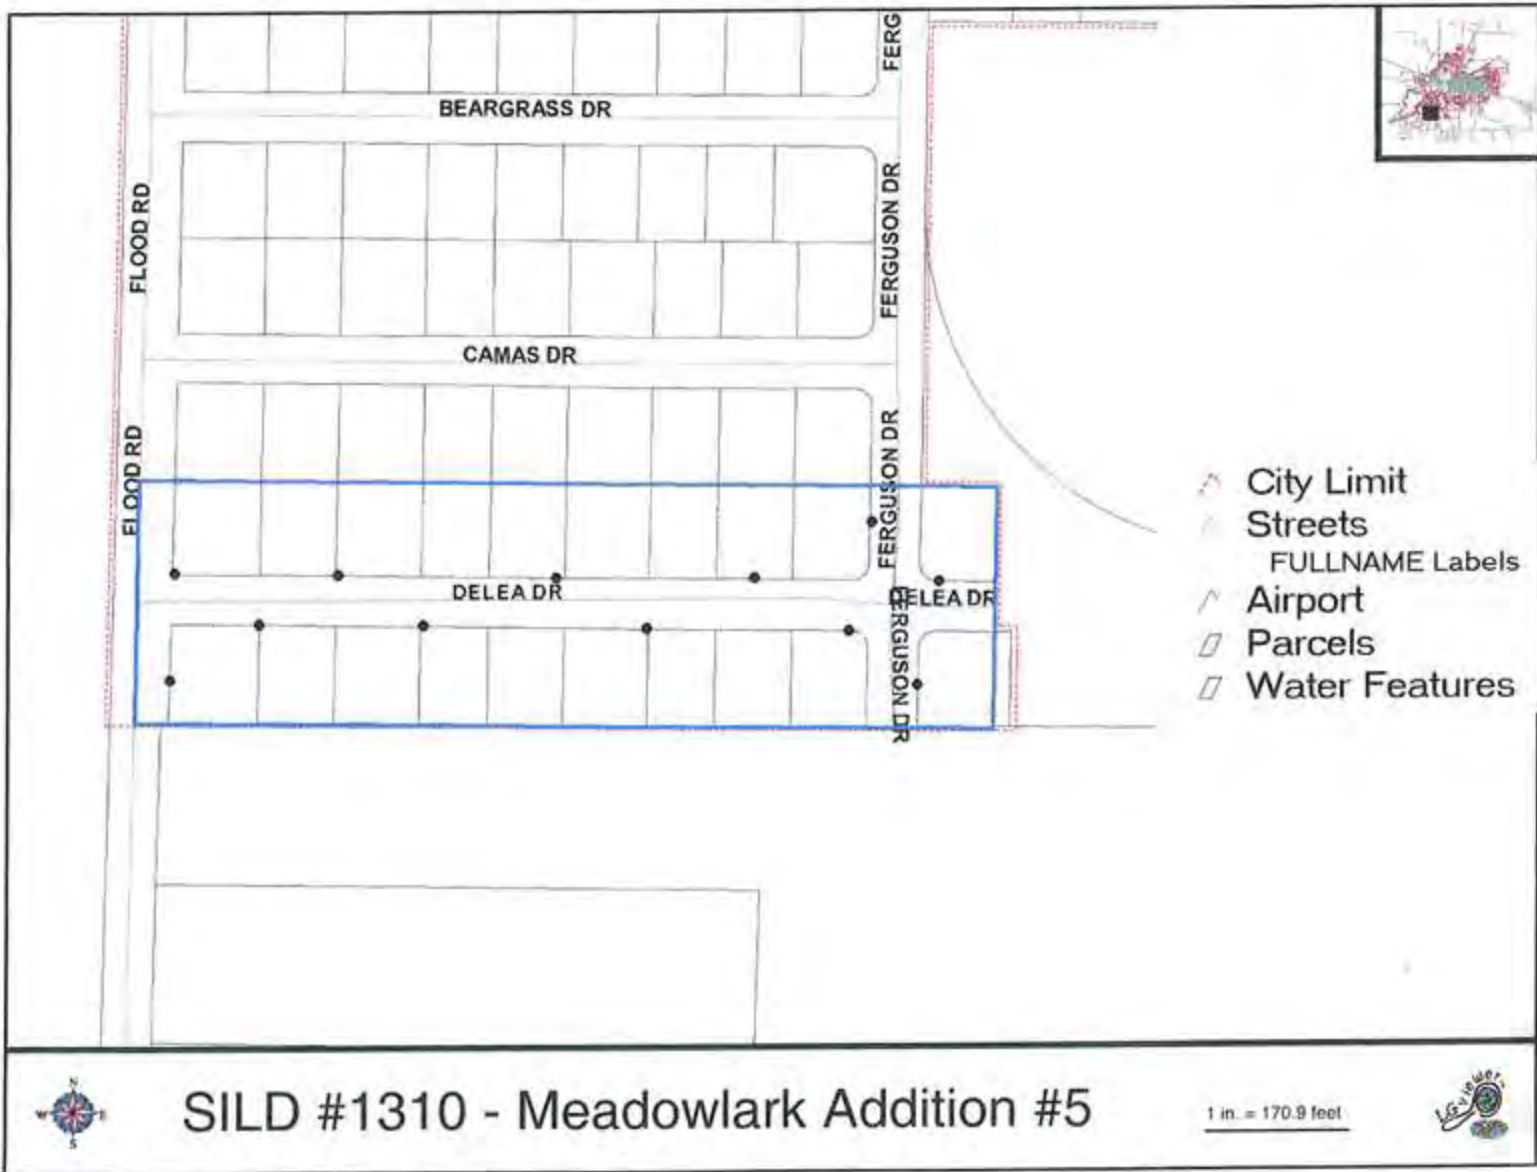 FERG
BEARGRASS DR
FLOOD RD
FERGUSON DR
CAMAS DR
FLOOD RD
FERGUSON DR
DELEA DR
DELEA DR
FERGUSON DR
City Limit
Streets
FULLNAME Labels
Airport
Parcels
Water Features
N
W
E
S
SILD #1310 - Meadowlark Addition #5
1 in. = 170.9 feet
LGViewer